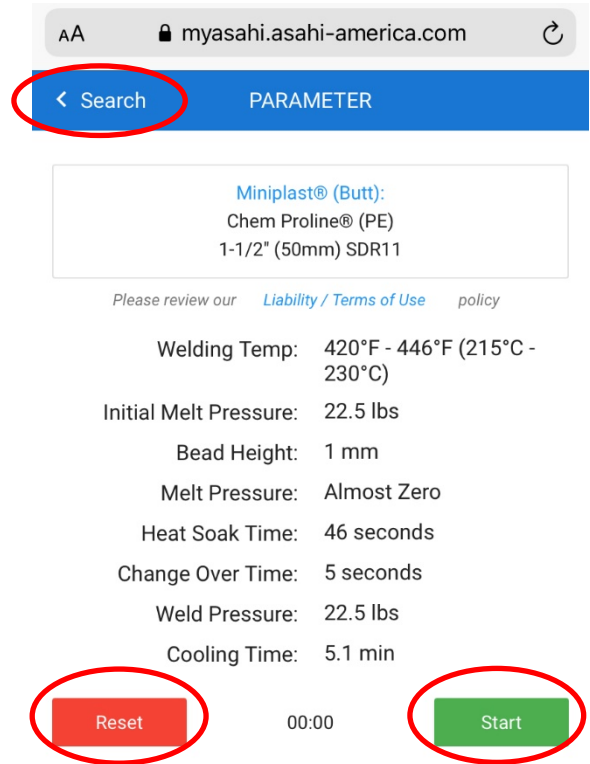 AA myasahi.asahi-america.com
Search PARAMETER
Miniplast® (Butt):
Chem Proline® (PE)
1-1/2" (50mm) SDR11
Please review our Liability / Terms of Use policy
Welding Temp: 420°F - 446°F (215°C -
230°C)
Initial Melt Pressure: 22.5 lbs
Bead Height: 1 mm
Melt Pressure: Almost Zero
Heat Soak Time: 46 seconds
Change Over Time: 5 seconds
Weld Pressure: 22.5 lbs
Cooling Time: 5.1 min
Reset 00:00 Start